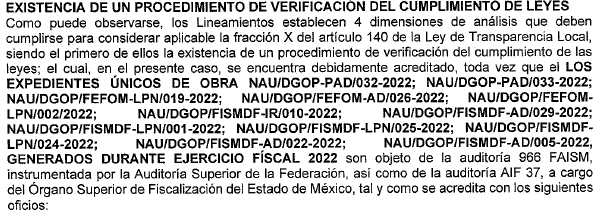 EXISTENCIA DE UN PROCEDIMIENTO DE VERIFICACIÓN DEL CUMPLIMIENTO DE LEYES
Como puede observarse, los Lineamientos establecen 4 dimensiones de análisis que deben
cumplirse para considerar aplicable la fracción X del artículo 140 de la Ley de Transparencia Local,
siendo el primero de ellos la existencia de un procedimiento de verificación del cumplimiento de las
leyes; el cual, en el presente caso, se encuentra debidamente acreditado, toda vez que el LOS
EXPEDIENTES ÚNICOS DE OBRA NAU/DGOP-PAD/032-2022; NAU/DGOP-PAD/033-2022;
NAU/DGOP/FEFOM-LPN/019-2022; NAU/DGOP/FEFOM-AD/026-2022; NAU/DGOP/FEFOM-
LPN/002/2022; NAU/DGOP/FISMDF-IR/010-2022; NAU/DGOP/FISMDF-AD/029-2022;
NAU/DGOP/FISMDF-LPN/001-2022; NAU/DGOP/FISMDF-LPN/025-2022; NAU/DGOP/FISMDF-
LPN/024-2022; NAU/DGOP/FISMDF-AD/022-2022; NAU/DGOP/FISMDF-AD/005-2022,
GENERADOS DURANTE EJERCICIO FÍSCAL 2022 son objeto de la auditoría 966 FAISM,
instrumentada por la Auditoría Superior de la Federación, así como de la auditoría AIF 37, a cargo
del Órgano Superior de Fiscalización del Estado de México, tal y como se acredita con los siguientes
oficios: